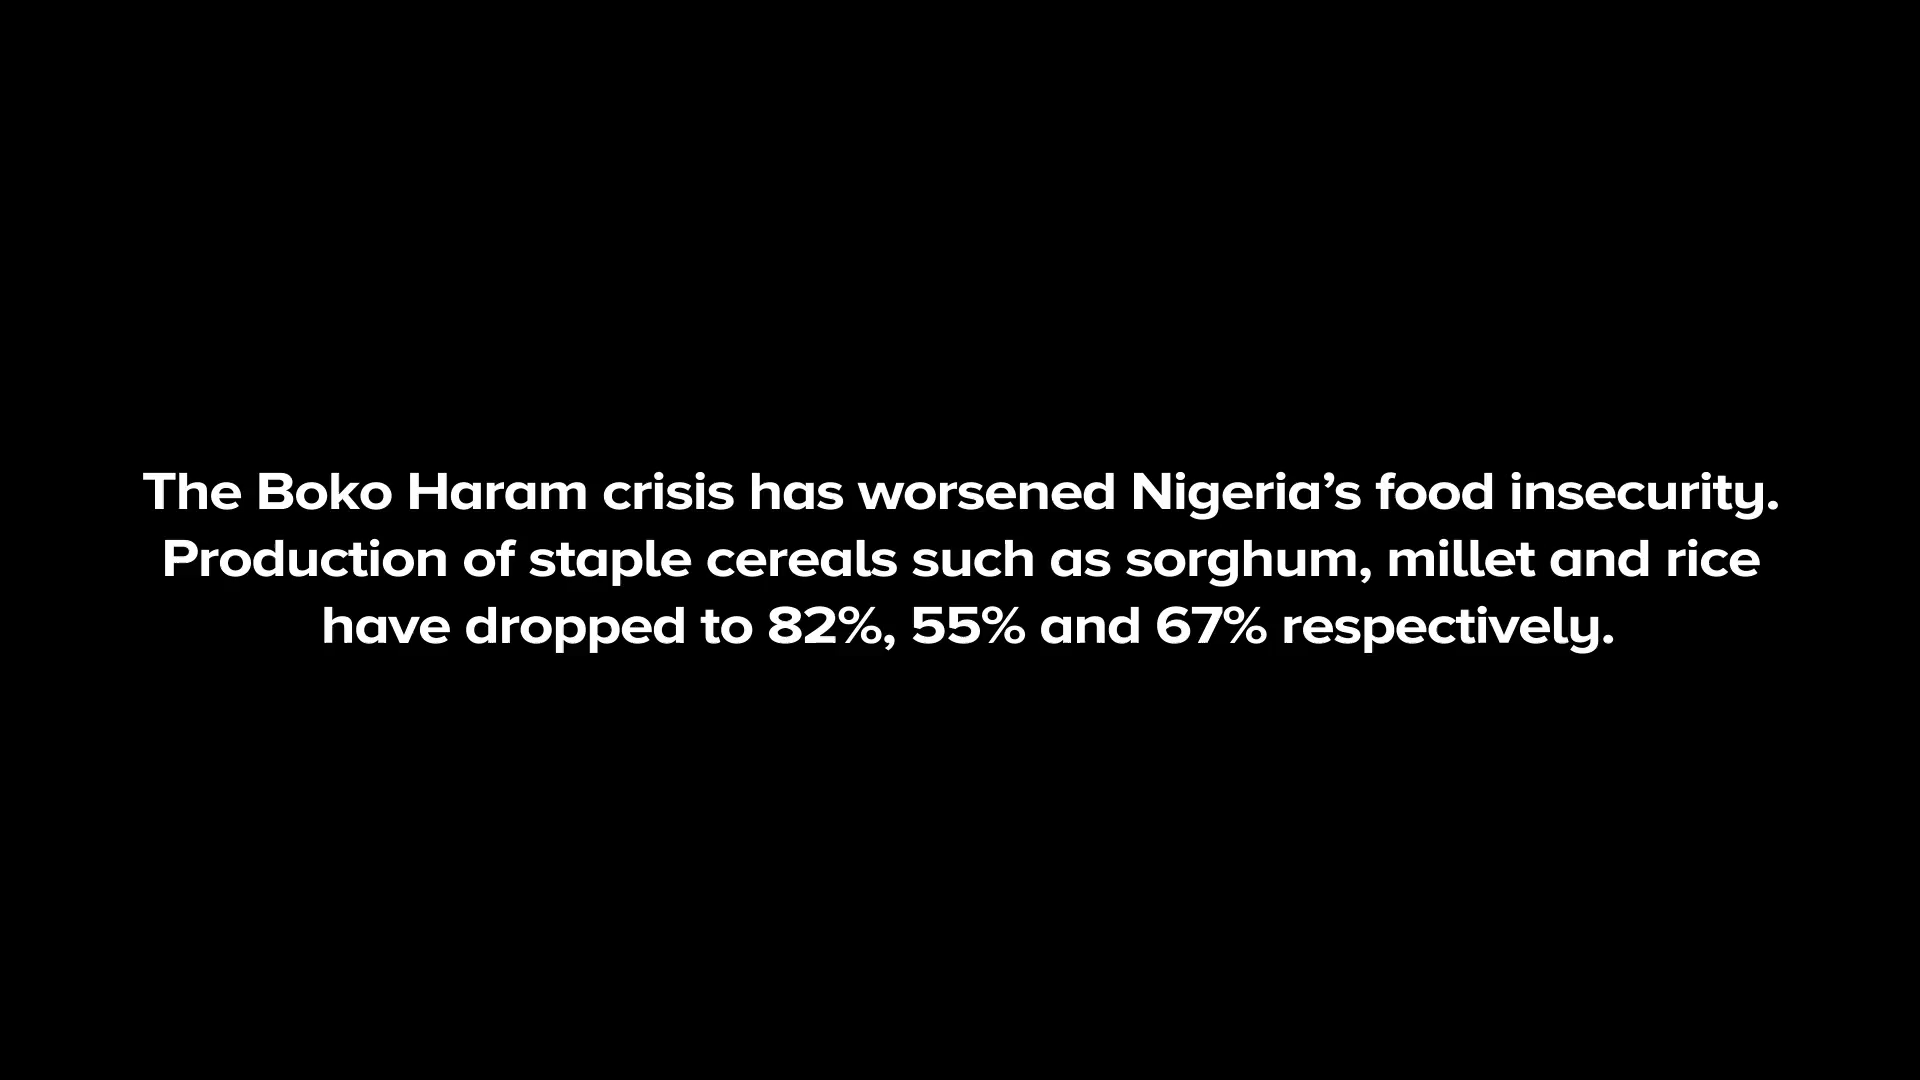 The Boko Haram crisis has worsened Nigeria’s food insecurity.
Production of staple cereals such as sorghum, millet and rice
have dropped to 82%, 55% and 67% respectively.